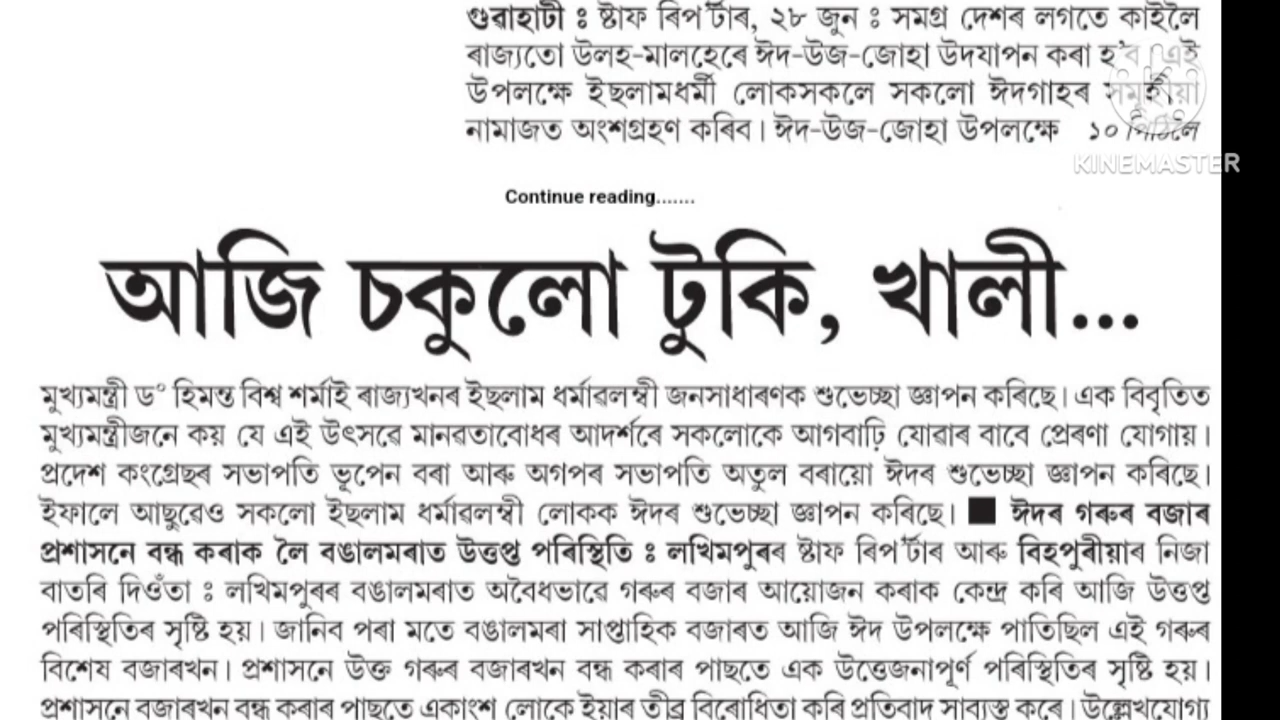 গুৱাহাটী ঃ ষ্টাফ ৰিপ'ৰ্টাৰ, ২৮ জুন ঃ সমগ্ৰ দেশৰ লগতে কাইলৈ
ৰাজ্যতো উলহ-মালহেৰে ঈদ-উজ-জোহা উদযাপন কৰা হ'ব। এই
উপলক্ষে ইছলামধৰ্মী লোকসকলে সকলো ঈদগাহৰ সমূহীয়া
নামাজত অংশগ্ৰহণ কৰিব। ঈদ-উজ-জোহা উপলক্ষে ১০ পিঠিলৈ
KINEMASTER
Continue reading.......
আজি চকুলো টুকি, খালী...
মুখ্যমন্ত্ৰী ড° হিমন্ত বিশ্ব শৰ্মাই ৰাজ্যখনৰ ইছলাম ধৰ্মাৱলম্বী জনসাধাৰণক শুভেচ্ছা জ্ঞাপন কৰিছে। এক বিবৃতিত
মুখ্যমন্ত্ৰীজনে কয় যে এই উৎসৱে মানৱতাবোধৰ আদৰ্শৰে সকলোকে আগবাঢ়ি যোৱাৰ বাবে প্ৰেৰণা যোগায়।
প্ৰদেশ কংগ্ৰেছৰ সভাপতি ভূপেন বৰা আৰু অগপৰ সভাপতি অতুল বৰায়ো ঈদৰ শুভেচ্ছা জ্ঞাপন কৰিছে।
ইফালে আছুৱেও সকলো ইছলাম ধৰ্মাৱলম্বী লোকক ঈদৰ শুভেচ্ছা জ্ঞাপন কৰিছে। ■ ঈদৰ গৰুৰ বজাৰ
প্ৰশাসনে বন্ধ কৰাক লৈ বঙালমৰাত উত্তপ্ত পৰিস্থিতি ঃ লখিমপুৰৰ ষ্টাফ ৰিপ'ৰ্টাৰ আৰু বিহপুৰীয়াৰ নিজা
বাতৰি দিওঁতা ঃ লখিমপুৰৰ বঙালমৰাত অবৈধভাৱে গৰুৰ বজাৰ আয়োজন কৰাক কেন্দ্ৰ কৰি আজি উত্তপ্ত
পৰিস্থিতিৰ সৃষ্টি হয়। জানিব পৰা মতে বঙালমৰা সাপ্তাহিক বজাৰত আজি ঈদ উপলক্ষে পাতিছিল এই গৰুৰ
বিশেষ বজাৰখন। প্ৰশাসনে উক্ত গৰুৰ বজাৰখন বন্ধ কৰাৰ পাছতে এক উত্তেজনাপূৰ্ণ পৰিস্থিতিৰ সৃষ্টি হয়।
প্ৰশাসনে বজাৰখন বন্ধ কৰাৰ পাছতে একাংশ লোকে ইয়াৰ তীব্ৰ বিৰোধিতা কৰি প্ৰতিবাদ সাব্যস্ত কৰে। উল্লেখযোগ্য